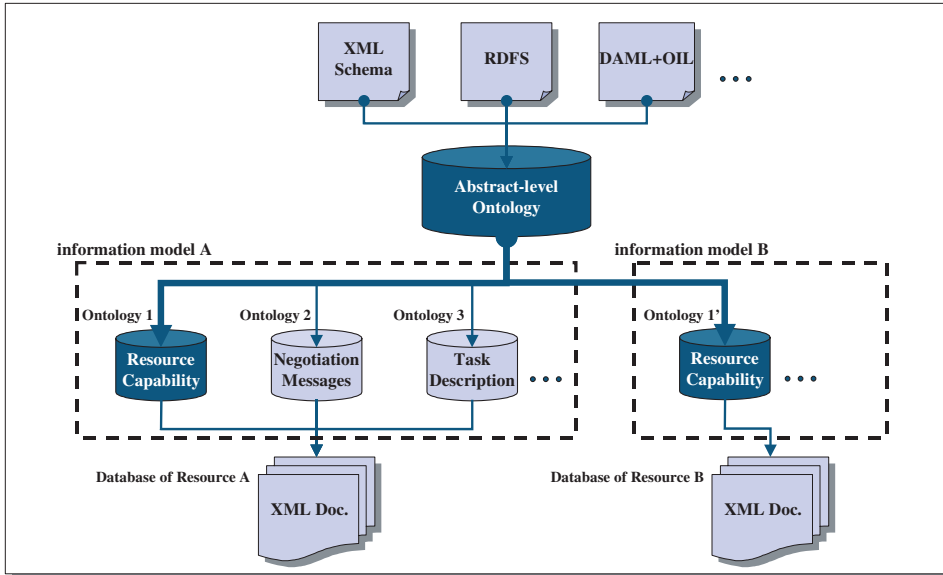 XML
Schema
RDFS
DAML+OIL
Abstract-level
Ontology
information model A
information model B
Ontology 1
Ontology 2
Ontology 3
Ontology 1’
Resource
Capability
Negotiation
Messages
Task
Description
Resource
Capability
Database of Resource A
Database of Resource B
XML Doc.
XML Doc.